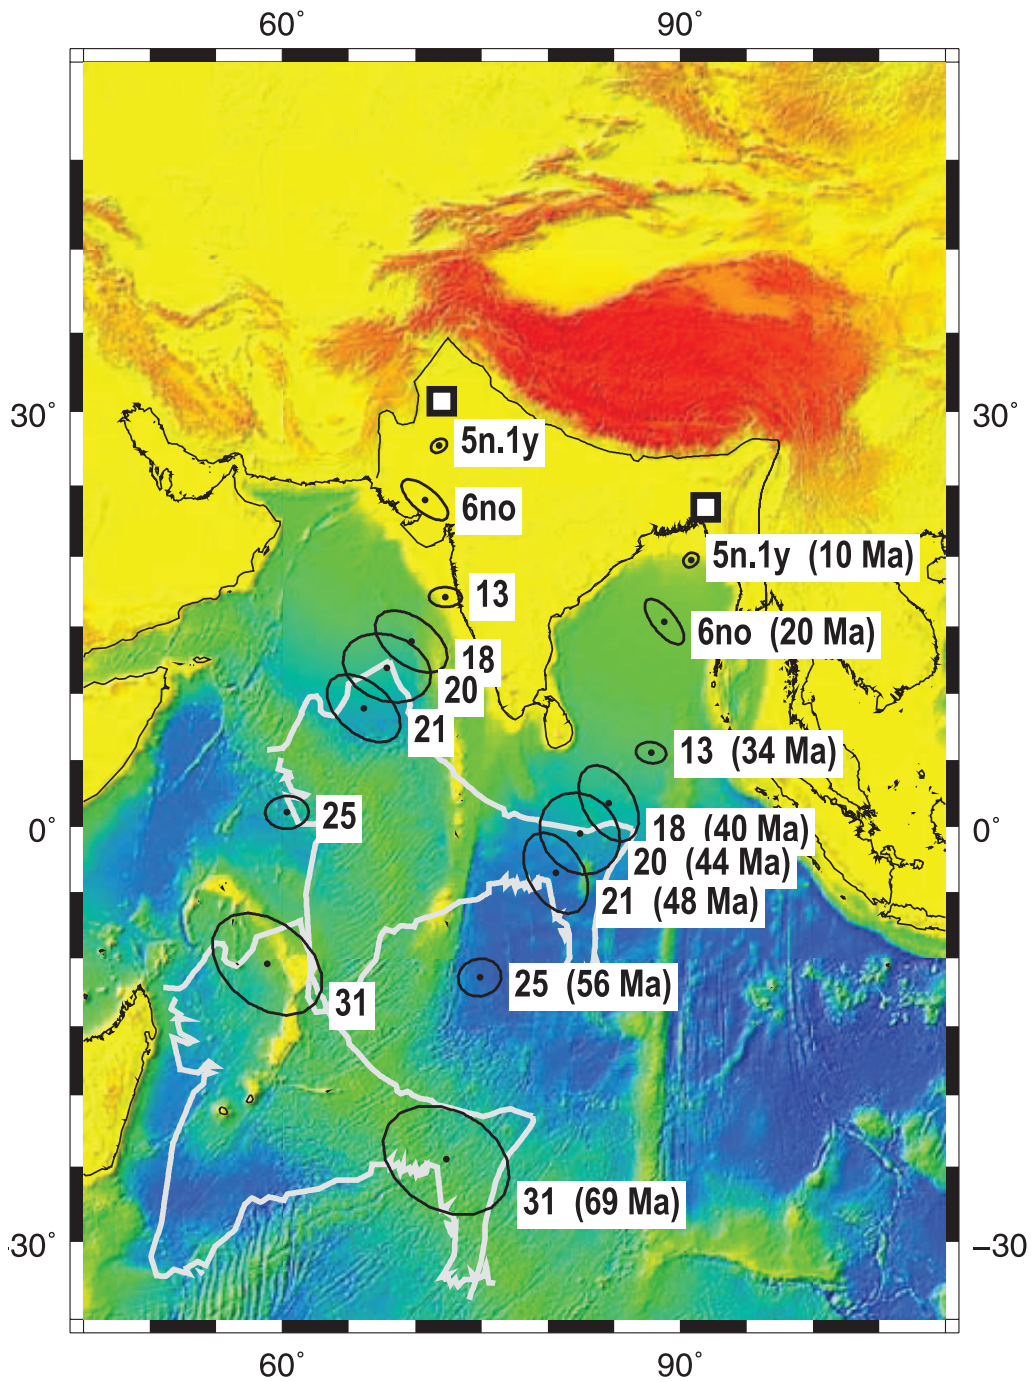 60° 90°
30° 30°
5n.1y
6no
5n.1y (10 Ma)
13
6no (20 Ma)
18
20
21
13 (34 Ma)
25
0° 0°
18 (40 Ma)
20 (44 Ma)
21 (48 Ma)
25 (56 Ma)
31
31 (69 Ma)
30° −30
60° 90°